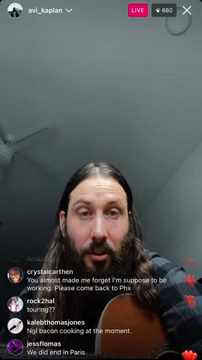 avi_kaplan
LIVE
680
crystalcarthen
You almost made me forget I'm suppose to be
working. Please come back to Phx
rock2hal
touring??
kalebthomasjones
Ngl bacon cooking at the moment.
jessflomas
We did end in Paris